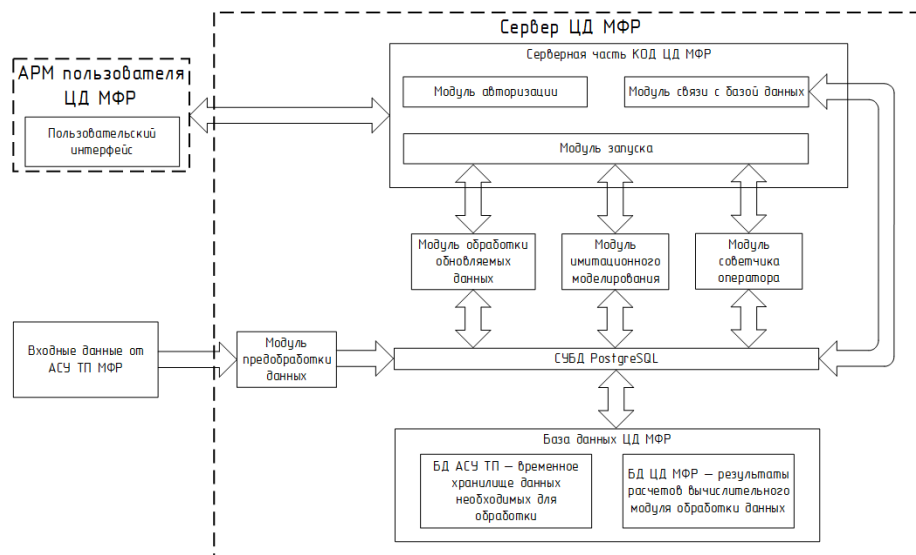 Сервер ЦД МФР
Серверная часть КОД ЦД МФР
АРМ пользователя
ЦД МФР
Пользовательский
интерфейс
Модуль авторизации
Модуль связи с базой данных
Модуль запуска
Модуль обработки
обновляемых
данных
Модуль
имитационного
моделирования
Модуль
советчика
оператора
Входные данные от
АСУ ТП МФР
Модуль
предобработки
данных
СУБД PostgreSQL
База данных ЦД МФР
БД АСУ ТП – временное
хранилище данных
необходимых для
обработки
БД ЦД МФР – результаты
расчетов вычислительного
модуля обработки данных